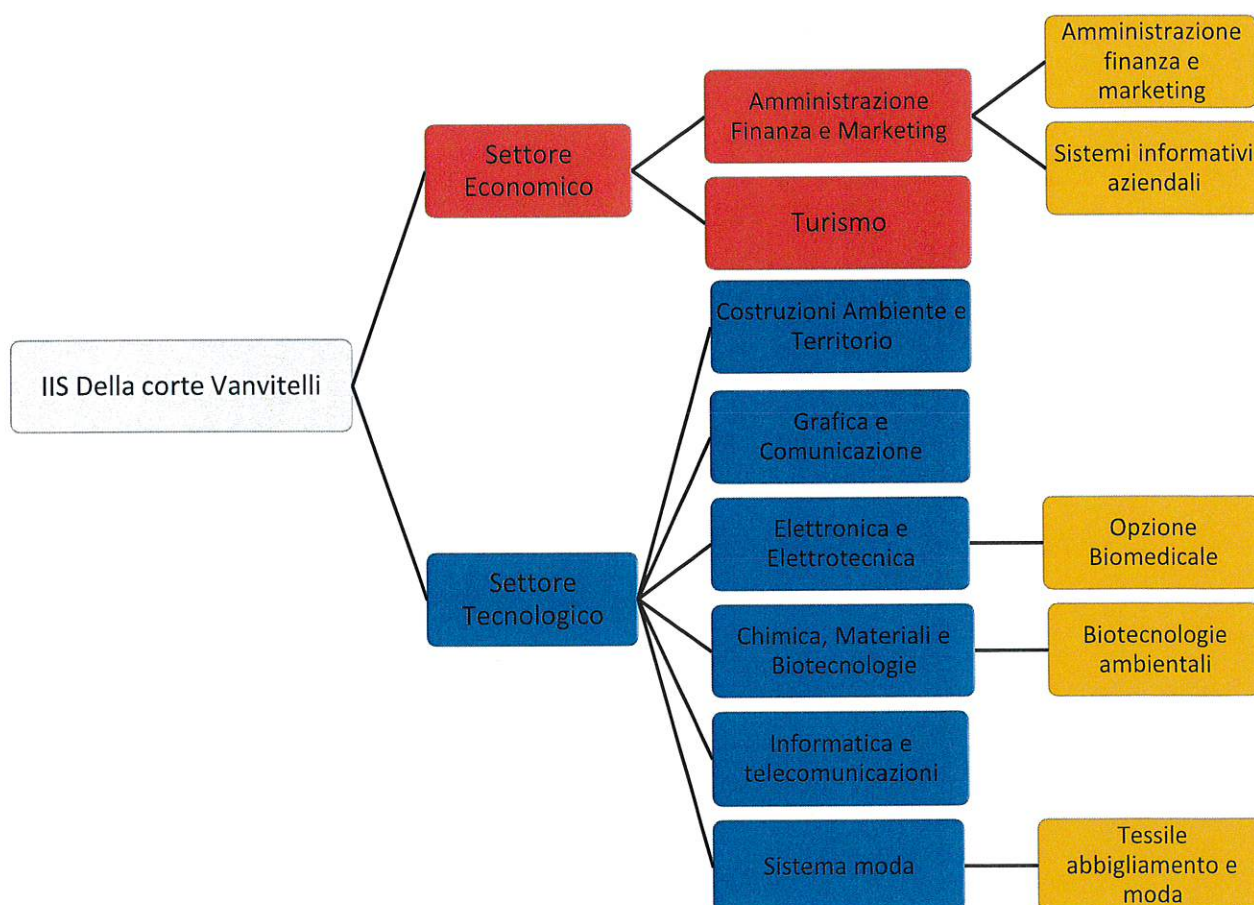 Amministrazione
finanza e
marketing
Amministrazione
Finanza e Marketing
Settore
Economico
Sistemi informativi
aziendali
Turismo
Costruzioni Ambiente e
Territorio
IIS Della corte Vanvitelli
Grafica e
Comunicazione
Elettronica e
Elettrotecnica
Opzione
Biomedicale
Settore
Tecnologico
Chimica, Materiali e
Biotecnologie
Biotecnologie
ambientali
Informatica e
telecomunicazioni
Sistema moda
Tessile
abbigliamento e
moda